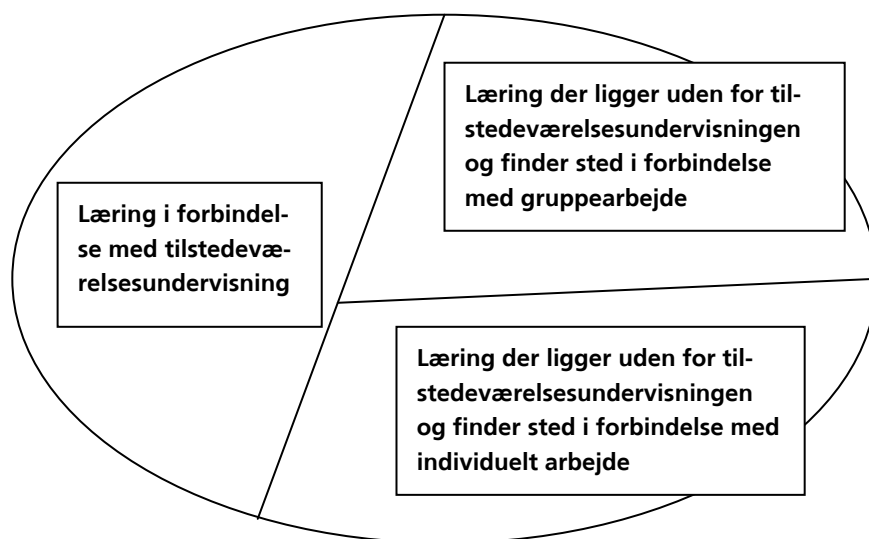 Læring i forbindel-
se med tilstedevæ-
relsesundervisning
Læring der ligger uden for til-
stedeværelsesundervisningen
og finder sted i forbindelse
med gruppearbejde
Læring der ligger uden for til-
stedeværelsesundervisningen
og finder sted i forbindelse med
individuelt arbejde